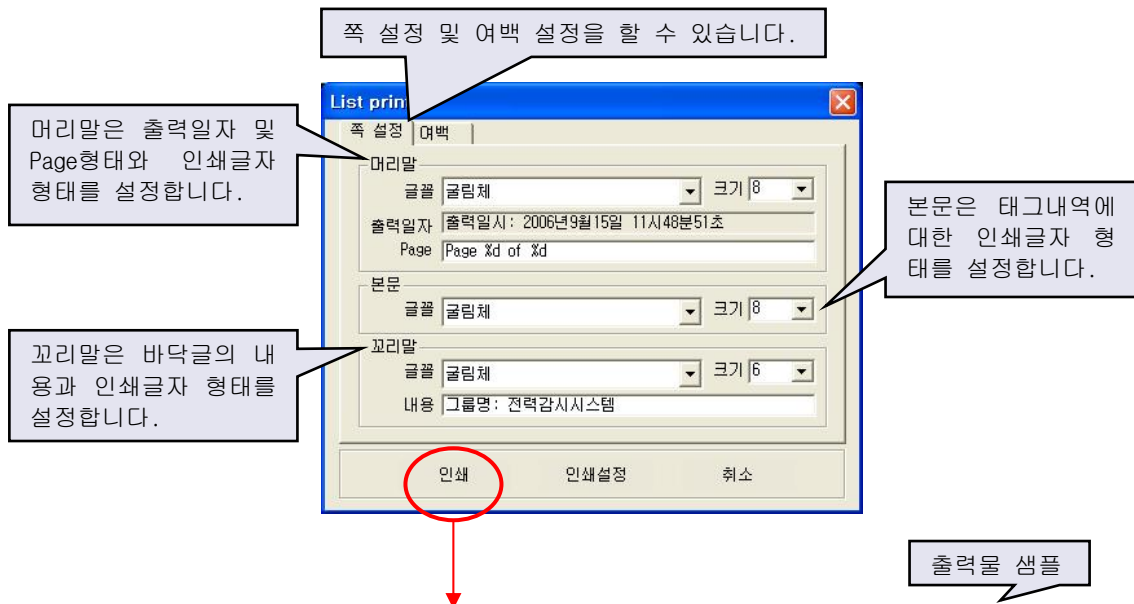 쪽 설정 및 여백 설정을 할 수 있습니다.
머리말은 출력일자 및
Page형태와 인쇄글자
형태를 설정합니다.
List prin
쪽 설정 여백
머리말
글꼴 굴림체 크기 8
출력일자 출력일시: 2006년9월15일 11시48분51초
Page Page %d of %d
본문은 태그내역에
대한 인쇄글자 형
태를 설정합니다.
본문
글꼴 굴림체 크기 8
꼬리말은 바닥글의 내
용과 인쇄글자 형태를
설정합니다.
꼬리말
글꼴 굴림체 크기 6
내용 그룹명: 전력감시시스템
인쇄 인쇄설정 취소
출력물 샘플